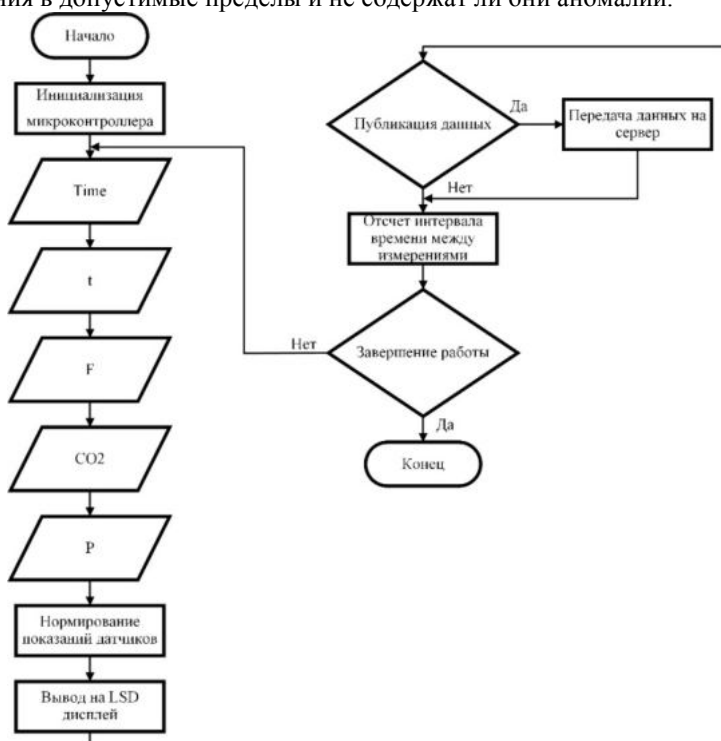 ния в допустимые пределы и не содержат ли они аномалии.
Начало
Инициализация
микроконтроллера
Time
t
F
CO2
P
Нормирование
показаний датчиков
Вывод на LSD
дисплей
Публикация данных
Да
Передача данных на
сервер
Нет
Отсчет интервала
времени между
измерениями
Завершение работы
Нет
Да
Конец